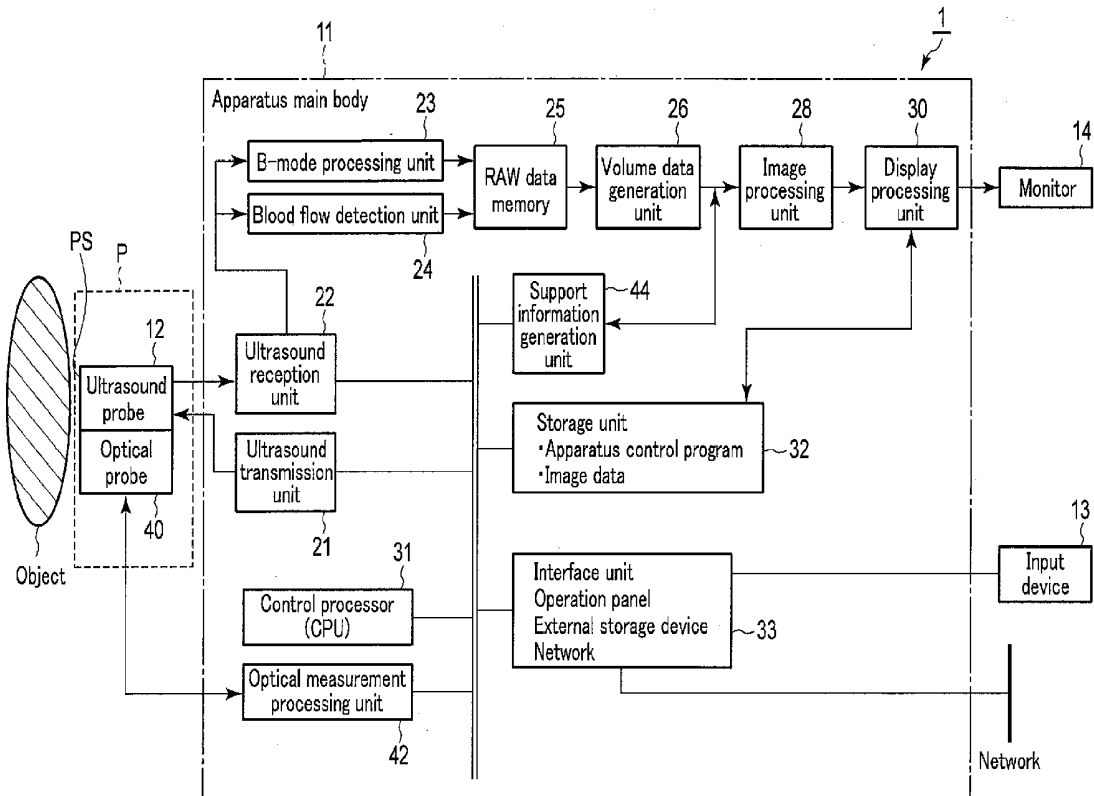 1
11
Apparatus main body
23
B-mode processing unit
Blood flow detection unit
24
25
RAW data
memory
26
Volume data
generation
unit
28
Image
processing
unit
30
Display
processing
unit
14
Monitor
PS
P
12
Ultrasound
probe
Optical
probe
40
Object
22
Ultrasound
reception
unit
Ultrasound
transmission
unit
21
44
Support
information
generation
unit
Storage unit
・Apparatus control program
・Image data
32
31
Control processor
(CPU)
Optical measurement
processing unit
42
Interface unit
Operation panel
External storage device
Network
33
13
Input
device
Network